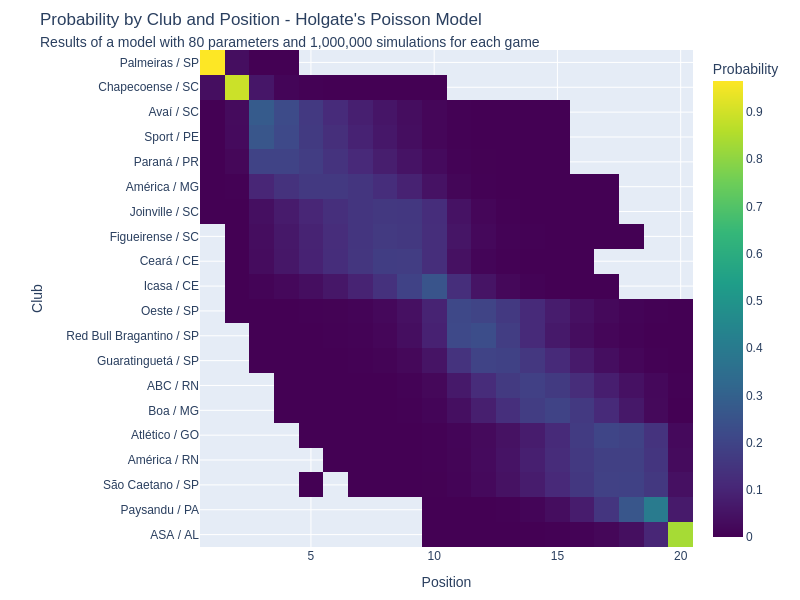 Probability by Club and Position - Holgate's Poisson Model
Results of a model with 80 parameters and 1,000,000 simulations for each game
Probability
Club
Palmeiras / SP
Chapecoense / SC
Avaí / SC
Sport / PE
Paraná / PR
América / MG
Joinville / SC
Figueirense / SC
Ceará / CE
Icasa / CE
Oeste / SP
Red Bull Bragantino / SP
Guaratinguetá / SP
ABC / RN
Boa / MG
Atlético / GO
América / RN
São Caetano / SP
Paysandu / PA
ASA / AL
0.9
0.8
0.7
0.6
0.5
0.4
0.3
0.2
0.1
0
5
10
15
20
Position